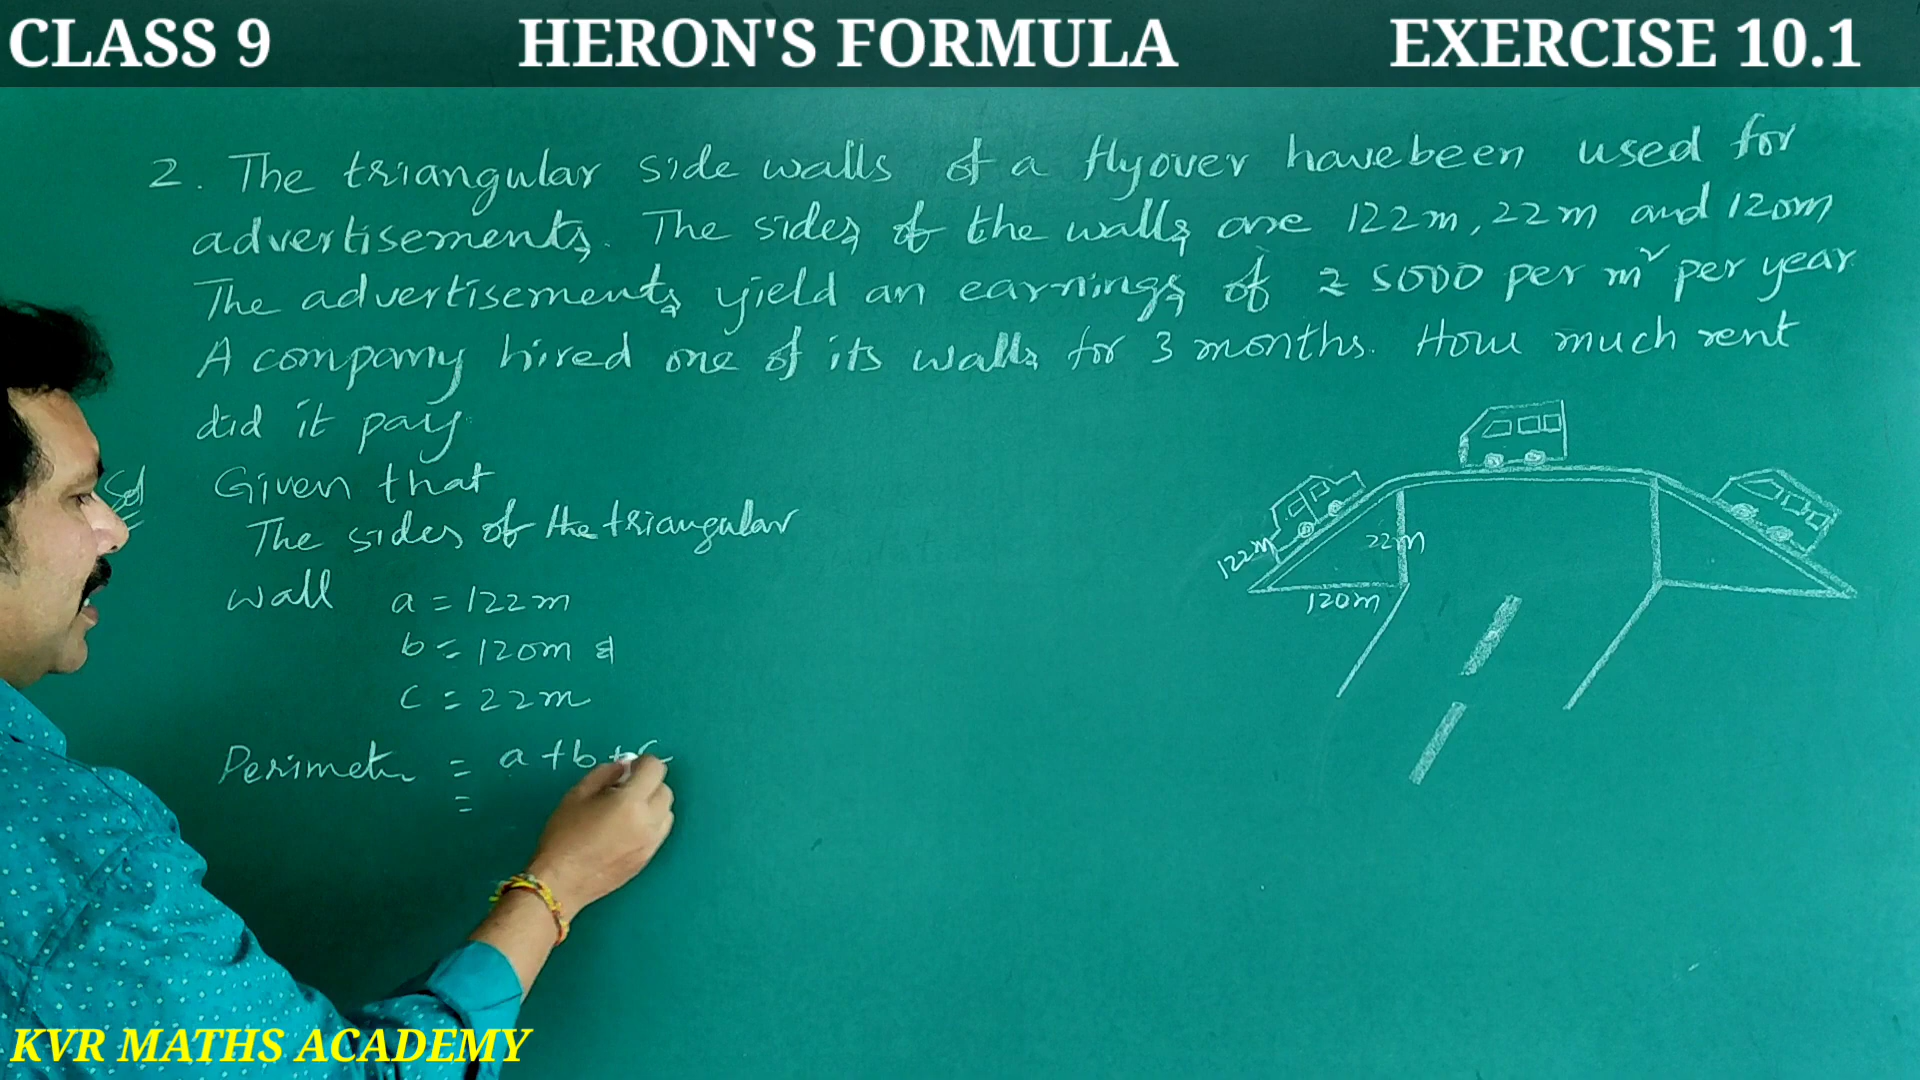 CLASS 9 HERON'S FORMULA EXERCISE 10.1
2. The triangular side walls of a flyover have been used for
advertisements. The sides of the walls are 122m, 22m and 120m
The advertisements yield an earnings of ₹ 5000 per m² per year
A company hired one of its walls for 3 months. How much rent
did it pay.
Sol Given that
The sides of the triangular
wall a = 122m
b = 120m &
c = 22m
Perimeter = a + b + c
=
122m
22m
120m
KVR MATHS ACADEMY